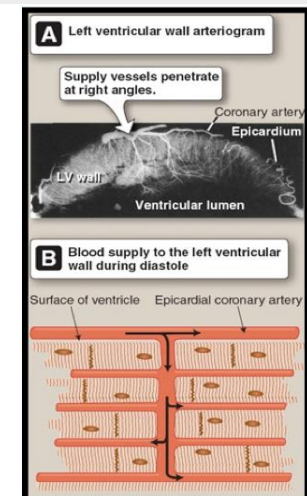 A
Left ventricular wall arteriogram
Supply vessels penetrate
at right angles.
Coronary artery
Epicardium
LV wall
Ventricular lumen
B
Blood supply to the left ventricular
wall during diastole
Surface of ventricle
Epicardial coronary artery